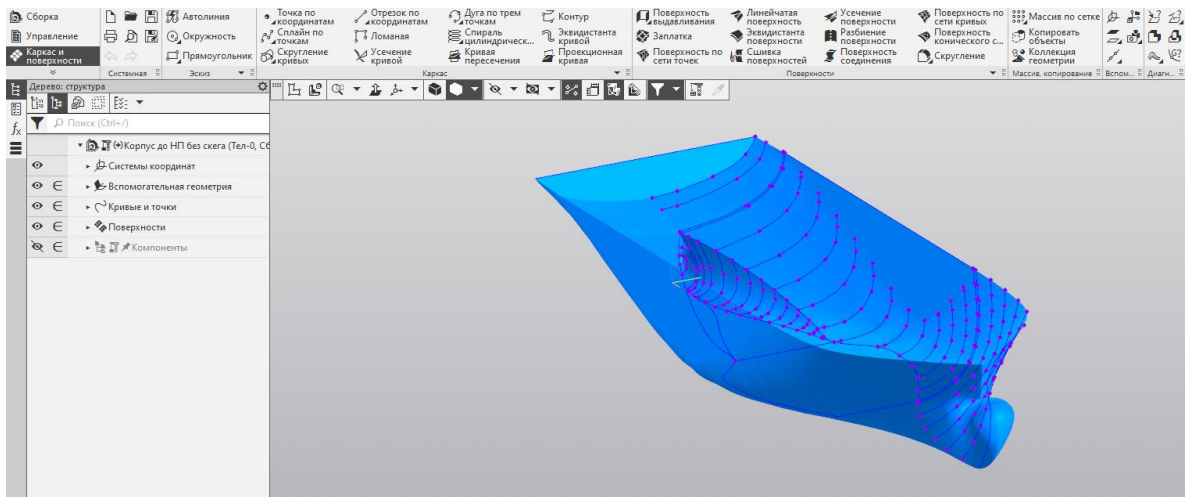 Сборка
Управление
Каркас и
поверхности
Системная
Автолиния
Окружность
Прямоугольник
Эскиз
Точка по
координатам
Сплайн по
точкам
Скругление
кривых
Отрезок по
координатам
Ломаная
Усечение
кривой
Дуга по трем
точкам
Спираль
цилиндрическ...
Кривая
пересечения
Контур
Эквидистанта
кривой
Проекционная
кривая
Каркас
Поверхность
выдавливания
Заплатка
Поверхность по
сети точек
Линейчатая
поверхность
Эквидистанта
поверхности
Сшивка
поверхностей
Усечение
поверхности
Разбиение
поверхности
Поверхность
соединения
Поверхность по
сети кривых
Поверхность
конического с...
Скругление
Поверхности
Массив по сетке
Копировать
объекты
Коллекция
геометрии
Массив, копирование
Вспом...
Диагн...
Дерево: структура
Поиск (Ctrl+/)
(+)Корпус до НП без скега (Тел-0, Сб
Системы координат
Вспомогательная геометрия
Кривые и точки
Поверхности
Компоненты
fx